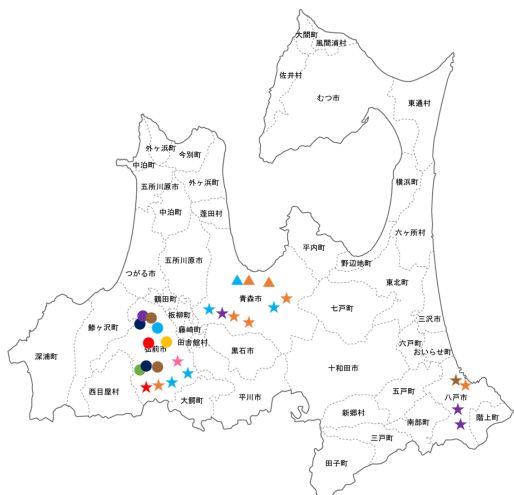 大間町
風間浦村
佐井村
むつ市
東通村
外ヶ浜町
今別町
中泊町
五所川原市
外ヶ浜町
横浜町
中泊町
蓬田村
六ヶ所村
平内町
五所川原市
野辺地町
つがる市
東北町
青森市
鶴田町
七戸町
板柳町
三沢市
鰺ヶ沢町
藤崎町
田舎館村
六戸町
弘前市
黒石市
おいらせ町
深浦町
十和田市
西目屋村
五戸町
大鰐町
平川市
八戸市
新郷村
南部町
階上町
三戸町
田子町